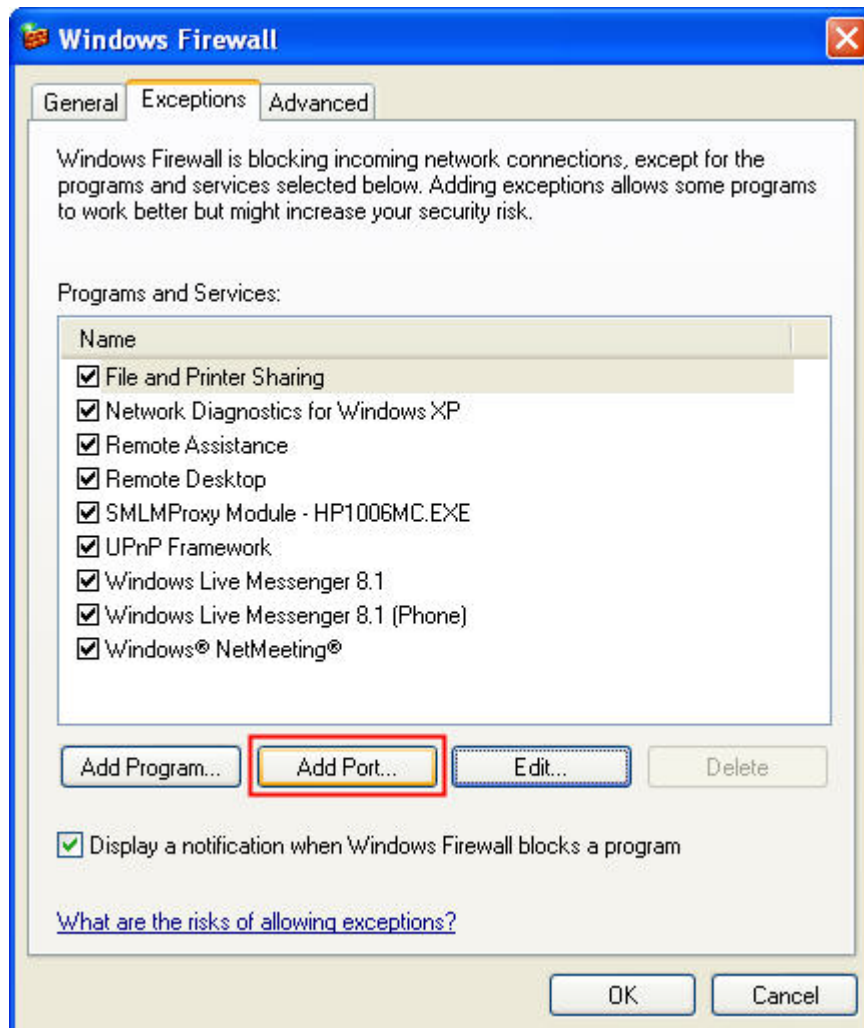 Windows Firewall
General Exceptions Advanced
Windows Firewall is blocking incoming network connections, except for the
programs and services selected below. Adding exceptions allows some programs
to work better but might increase your security risk.
Programs and Services:
Name
File and Printer Sharing
Network Diagnostics for Windows XP
Remote Assistance
Remote Desktop
SMLMProxy Module - HP1006MC.EXE
UPnP Framework
Windows Live Messenger 8.1
Windows Live Messenger 8.1 (Phone)
Windows® NetMeeting®
Add Program... Add Port... Edit... Delete
Display a notification when Windows Firewall blocks a program
What are the risks of allowing exceptions?
OK Cancel